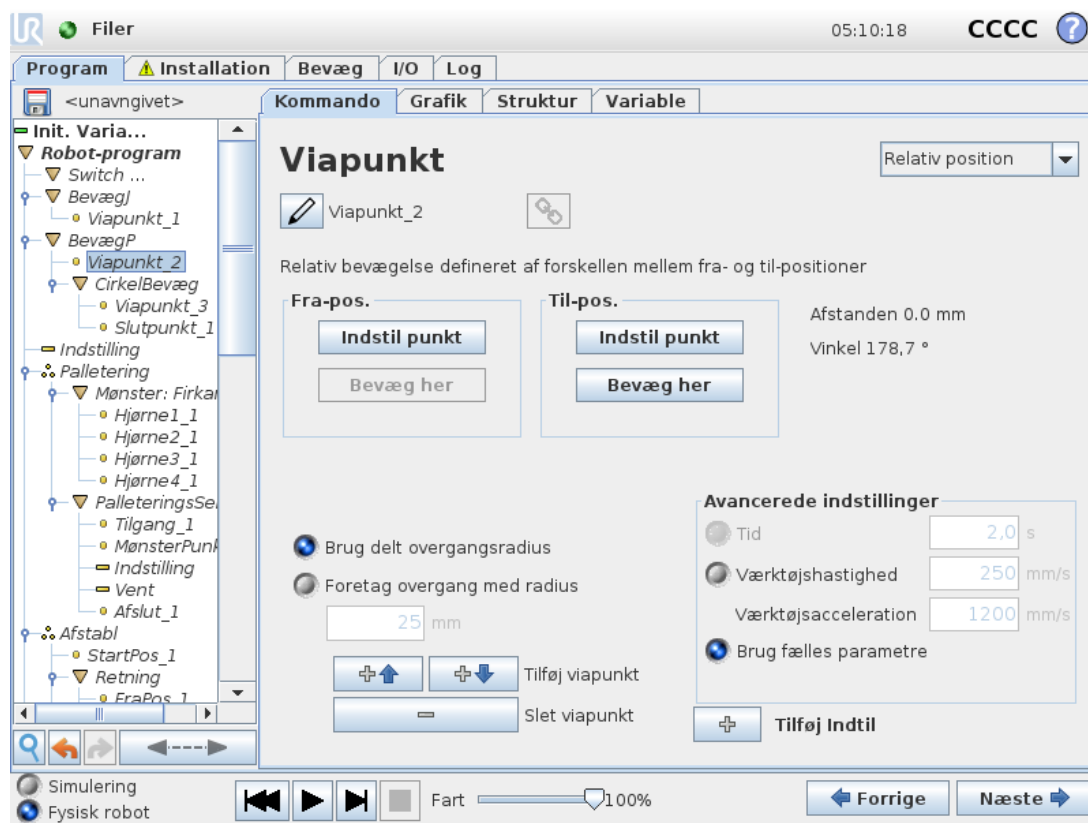 Filer
05:10:18
CCCC
?
Program
Installation
Bevæg
I/O
Log
<unavngivet>
Kommando
Grafik
Struktur
Variable
Init. Varia...
Robot-program
Switch ...
BevægJ
Viapunkt_1
BevægP
Viapunkt_2
CirkelBevæg
Viapunkt_3
Slutpunkt_1
Indstilling
Palletering
Mønster: Firkan
Hjørne1_1
Hjørne2_1
Hjørne3_1
Hjørne4_1
PalleteringsSe
Tilgang_1
MønsterPunk
Indstilling
Vent
Afslut_1
Afstabl
StartPos_1
Retning
FraPos_1
Viapunkt
Relativ position
Viapunkt_2
Relativ bevægelse defineret af forskellen mellem fra- og til-positioner
Fra-pos.
Indstil punkt
Bevæg her
Til-pos.
Indstil punkt
Bevæg her
Afstanden 0.0 mm
Vinkel 178,7 °
Brug delt overgangsradius
Foretag overgang med radius
25 mm
Tilføj viapunkt
Slet viapunkt
Avancerede indstillinger
Tid 2,0 s
Værktøjshastighed 250 mm/s
Værktøjsacceleration 1200 mm/s
Brug fælles parametre
Tilføj Indtil
Simulering
Fysisk robot
Fart 100%
Forrige
Næste